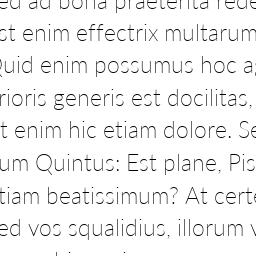 ed ad bona praeterita rede
st enim effectrix multarum
Quid enim possumus hoc a
rioris generis est docilitas,
t enim hic etiam dolore. Se
um Quintus: Est plane, Pis
tiam beatissimum? At cert
ed vos squalidius, illorum v